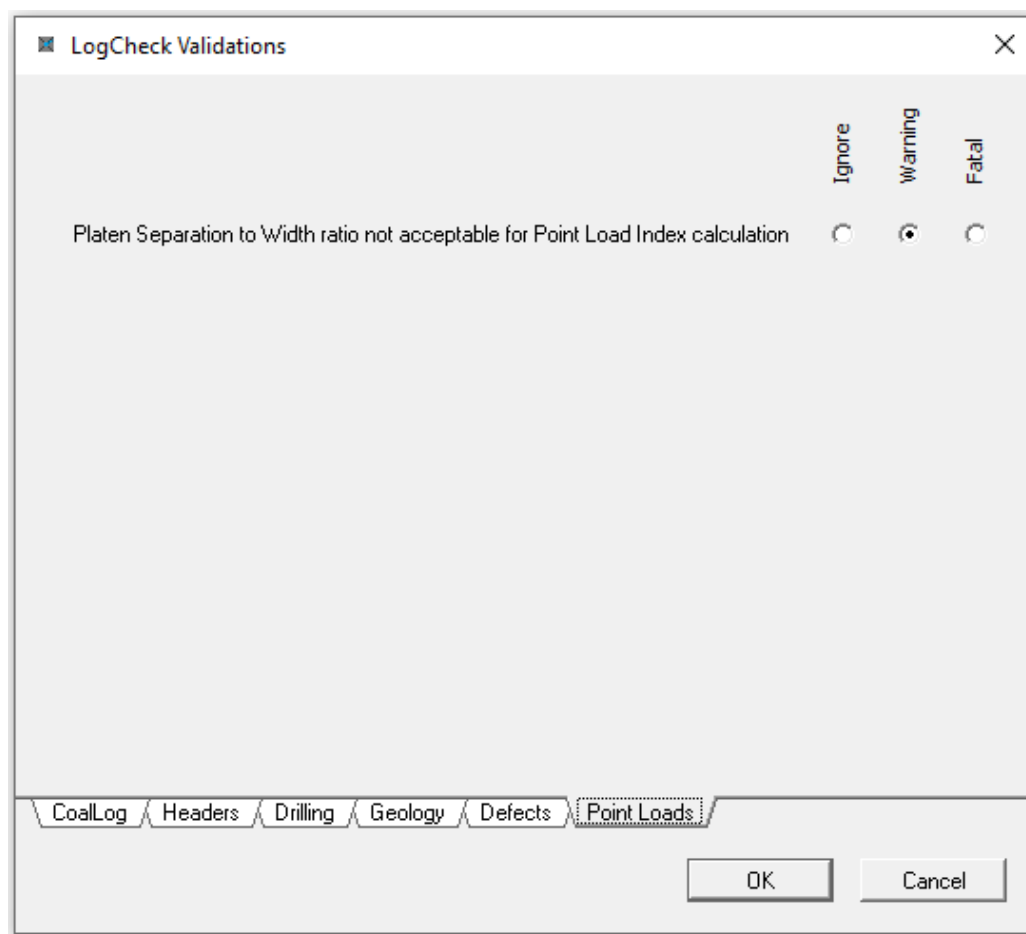 LogCheck Validations
Ignore
Warning
Fatal
Platen Separation to Width ratio not acceptable for Point Load Index calculation
CoalLog Headers Drilling Geology Defects Point Loads
OK Cancel